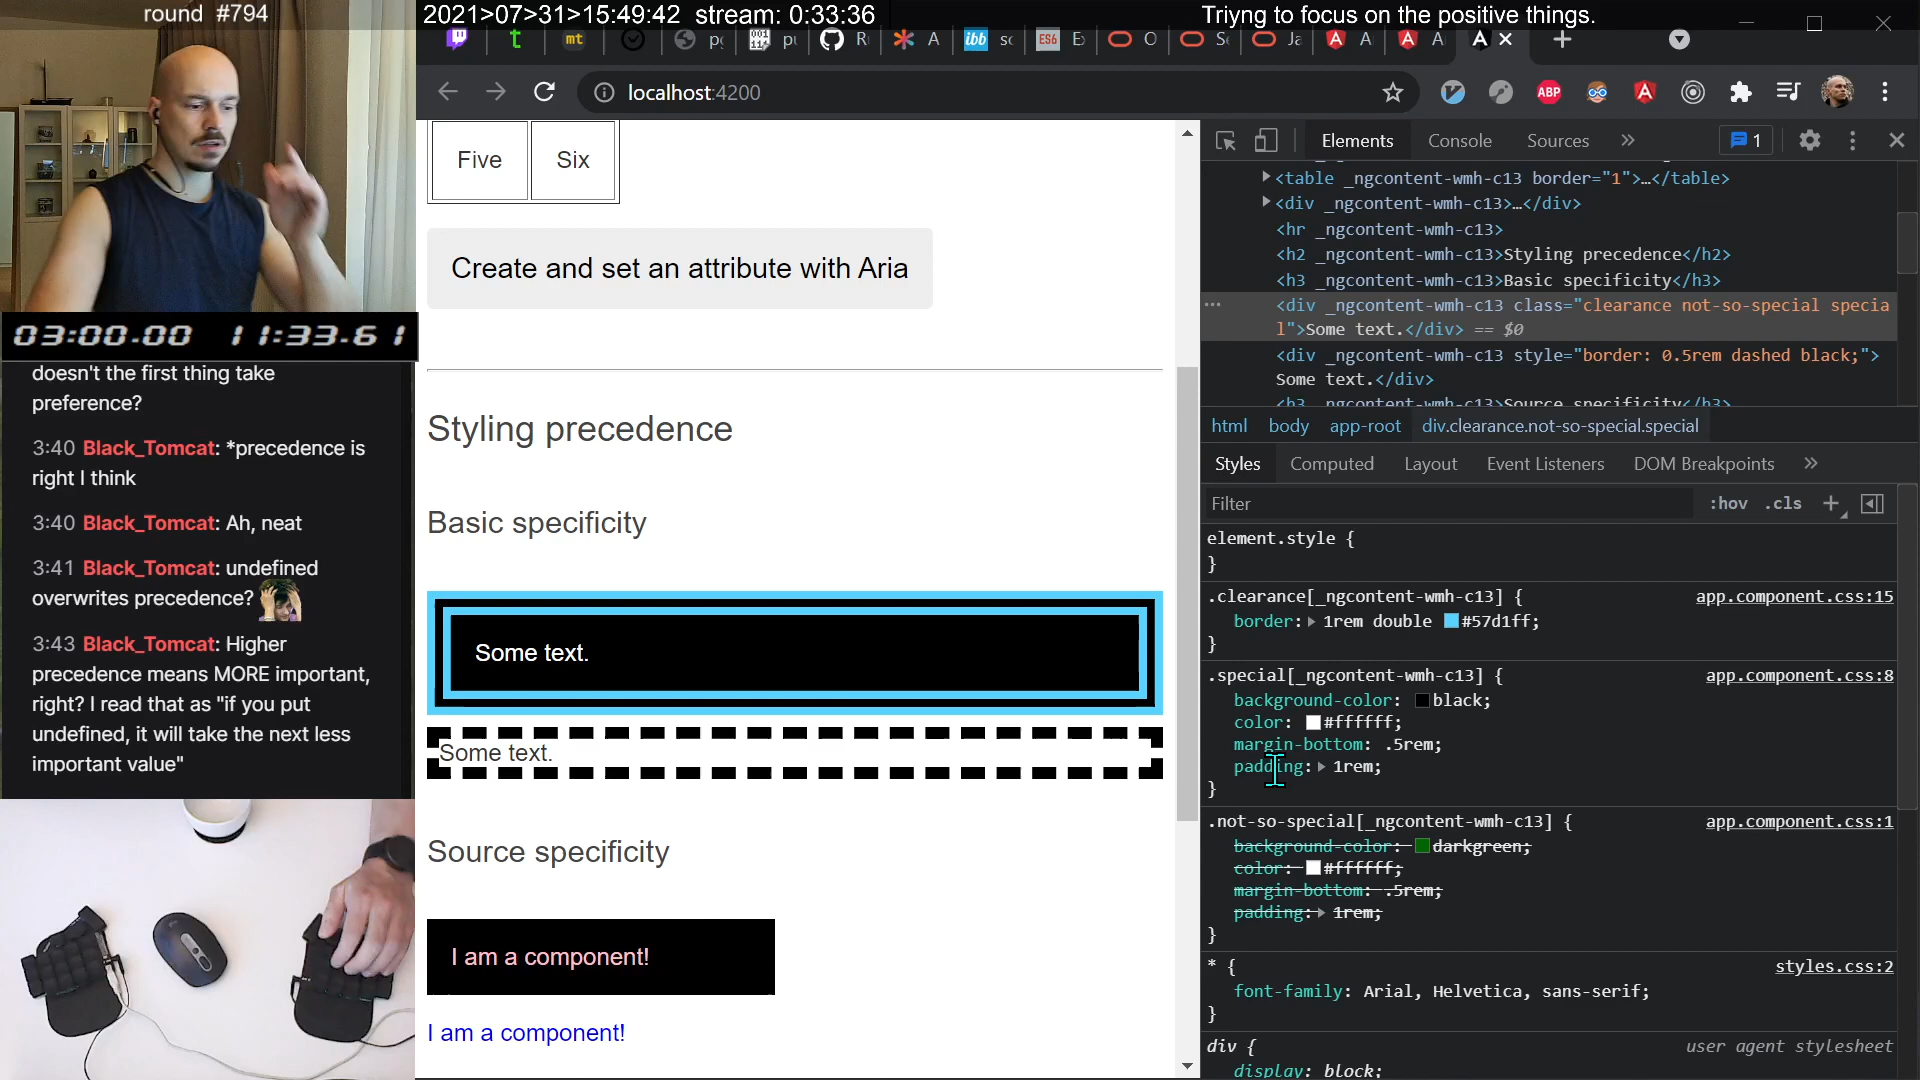 round #794
2021>07>31>15:49:42 stream: 0:33:36
Triyng to focus on the positive things.
localhost:4200
ABP
03:00.00 11:33.61
doesn't the first thing take
preference?
3:40 Black_Tomcat: *precedence is
right I think
3:40 Black_Tomcat: Ah, neat
3:41 Black_Tomcat: undefined
overwrites precedence?
3:43 Black_Tomcat: Higher
precedence means MORE important,
right? I read that as "if you put
undefined, it will take the next less
important value"
Five Six
Create and set an attribute with Aria
Styling precedence
Basic specificity
Some text.
Some text.
Source specificity
I am a component!
I am a component!
Elements Console Sources » 1
<table _ngcontent-wmh-c13 border="1">…</table>
<div _ngcontent-wmh-c13>…</div>
<hr _ngcontent-wmh-c13>
<h2 _ngcontent-wmh-c13>Styling precedence</h2>
<h3 _ngcontent-wmh-c13>Basic specificity</h3>
<div _ngcontent-wmh-c13 class="clearance not-so-special specia
l">Some text.</div> == $0
<div _ngcontent-wmh-c13 style="border: 0.5rem dashed black;">
Some text.</div>
<h3 _ngcontent-wmh-c13>Source specificity</h3>
html body app-root div.clearance.not-so-special.special
Styles Computed Layout Event Listeners DOM Breakpoints »
Filter :hov .cls +
element.style {
}
.clearance[_ngcontent-wmh-c13] { app.component.css:15
border: 1rem double #57d1ff;
}
.special[_ngcontent-wmh-c13] { app.component.css:8
background-color: black;
color: #ffffff;
margin-bottom: .5rem;
padding: 1rem;
}
.not-so-special[_ngcontent-wmh-c13] { app.component.css:1
background-color: darkgreen;
color: #ffffff;
margin-bottom: .5rem;
padding: 1rem;
}
* { styles.css:2
font-family: Arial, Helvetica, sans-serif;
}
div { user agent stylesheet
display: block;